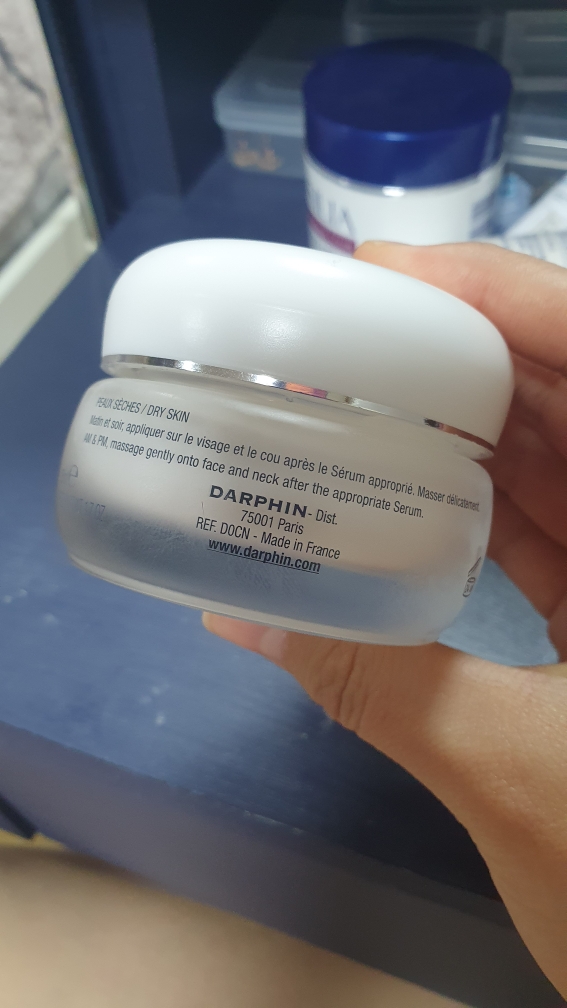 PEAUX SÈCHES / DRY SKIN
Matin et soir, appliquer sur le visage et le cou après le Sérum approprié. Masser délicatement.
AM & PM, massage gently onto face and neck after the appropriate Serum.
DARPHIN - Dist.
75001 Paris
REF. D0CN - Made in France
www.darphin.com